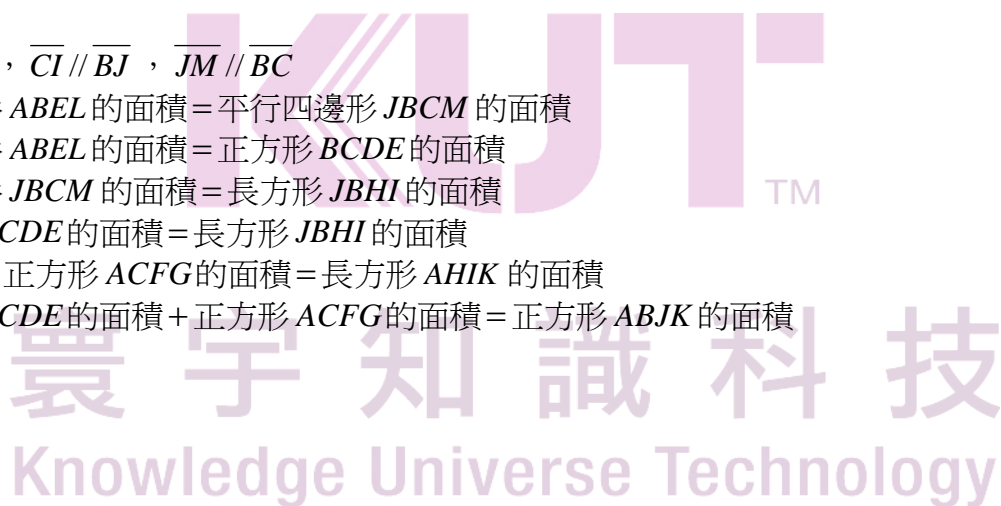 ，CI // BJ ，JM // BC
ABEL的面積＝平行四邊形 JBCM 的面積
ABEL的面積＝正方形 BCDE的面積
JBCM 的面積＝長方形 JBHI 的面積
CDE的面積＝長方形 JBHI 的面積
正方形 ACFG的面積＝長方形 AHIK 的面積
CDE的面積＋正方形 ACFG的面積＝正方形 ABJK 的面積
KUT
TM
寰宇知識科技
Knowledge Universe Technology